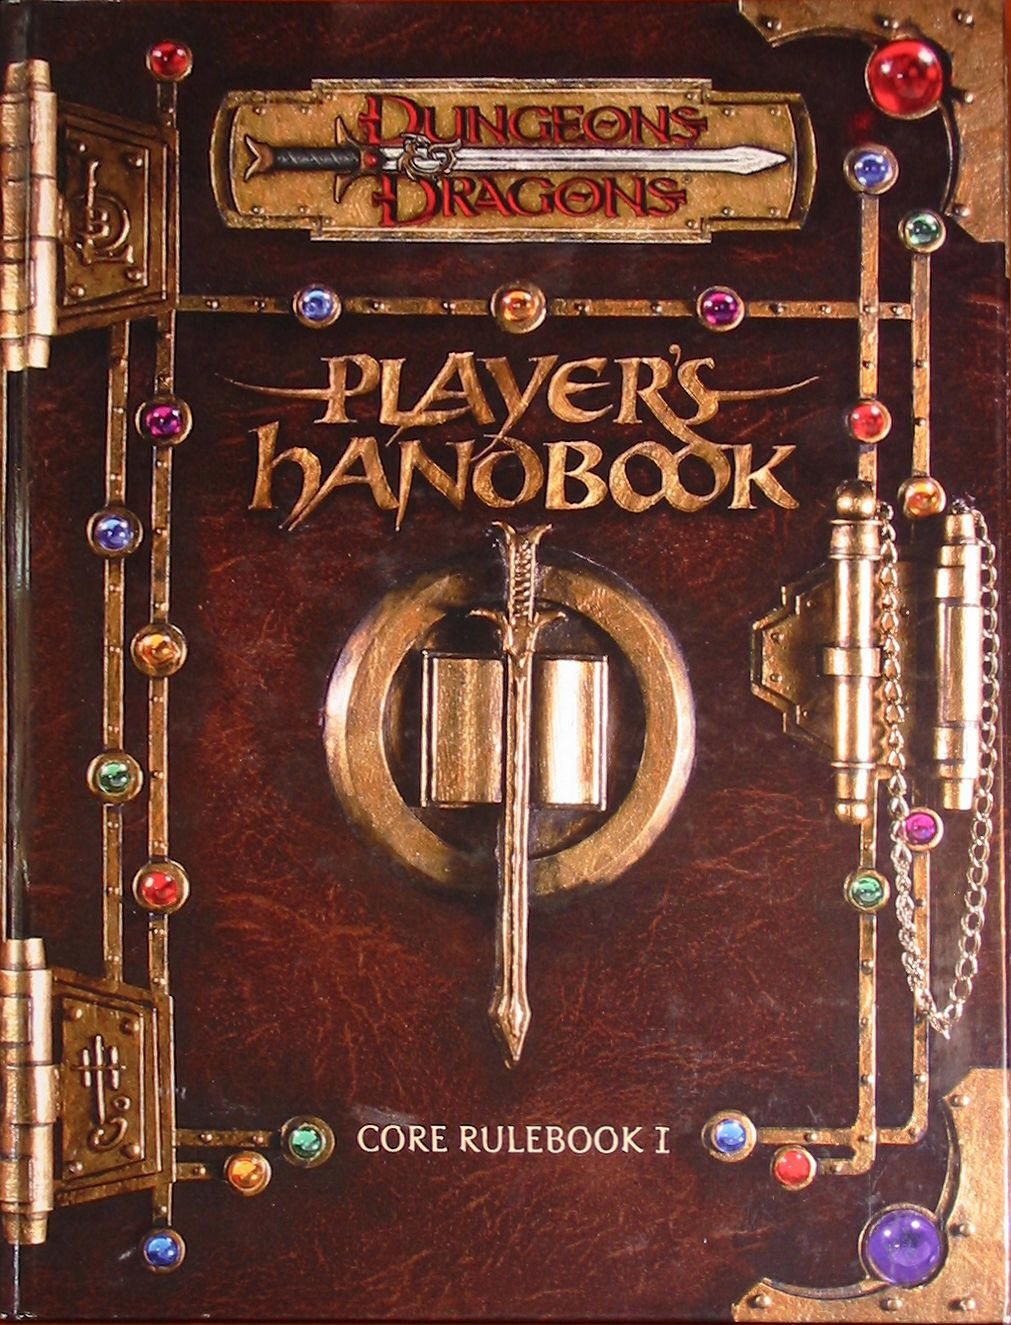 DUNGEONS
DRAGONS®
PLAYER'S
HANDBOOK
CORE RULEBOOK I